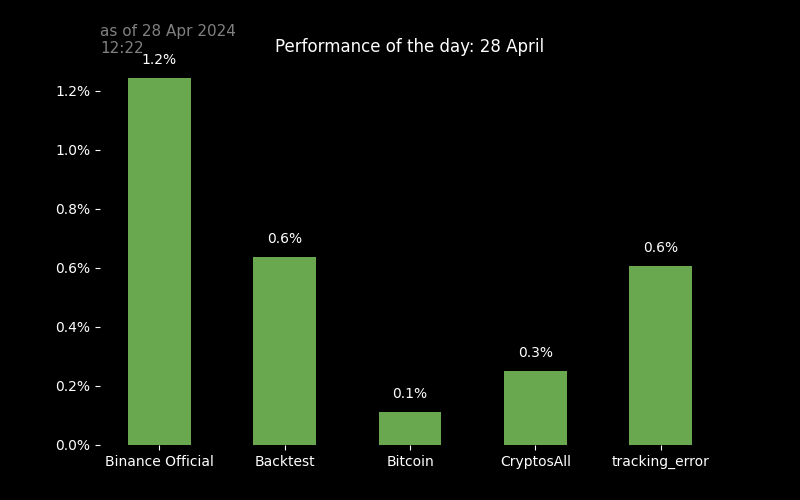 as of 28 Apr 2024
12:22
Performance of the day: 28 April
1.2%
1.2%
1.0%
0.8%
0.6%
0.4%
0.2%
0.0%
0.6%
0.1%
0.3%
0.6%
Binance Official
Backtest
Bitcoin
CryptosAll
tracking_error